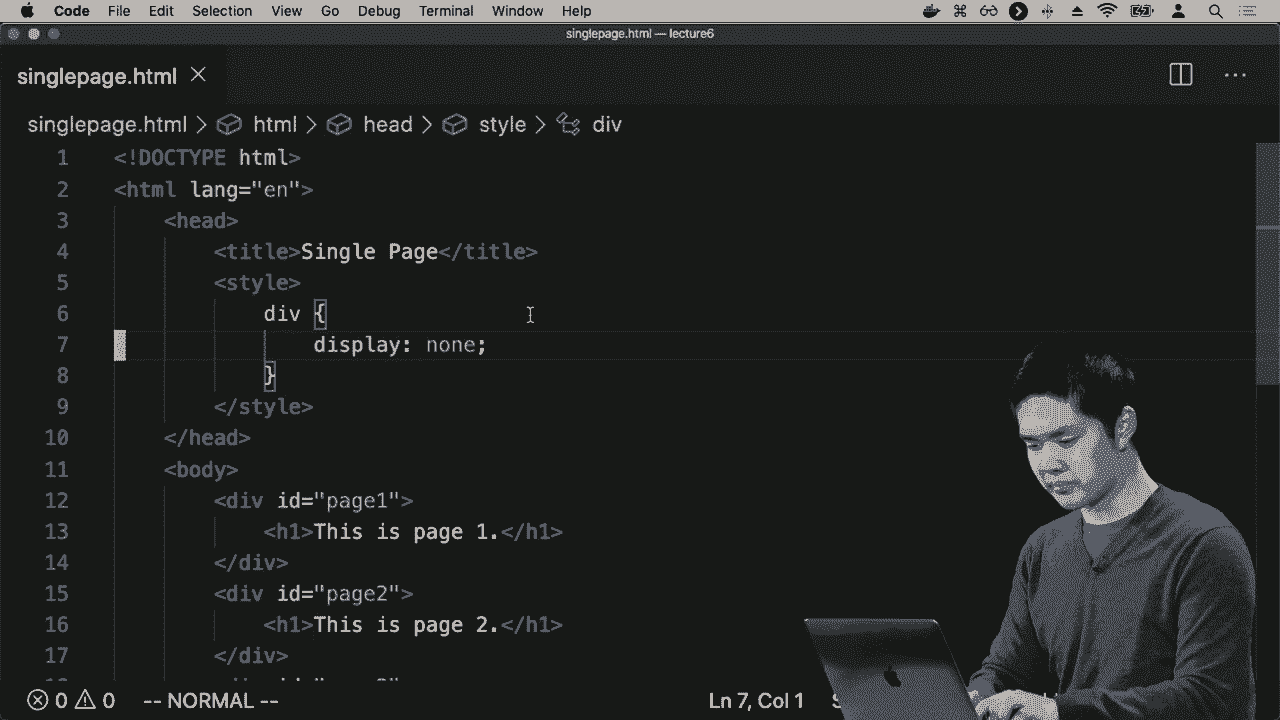 Code File Edit Selection View Go Debug Terminal Window Help
singlepage.html — lecture6
singlepage.html
singlepage.html > html > head > style > div
1 <!DOCTYPE html>
2 <html lang="en">
3 <head>
4 <title>Single Page</title>
5 <style>
6 div {
7 display: none;
8 }
9 </style>
10 </head>
11 <body>
12 <div id="page1">
13 <h1>This is page 1.</h1>
14 </div>
15 <div id="page2">
16 <h1>This is page 2.</h1>
17 </div>
0 0 -- NORMAL -- Ln 7, Col 1